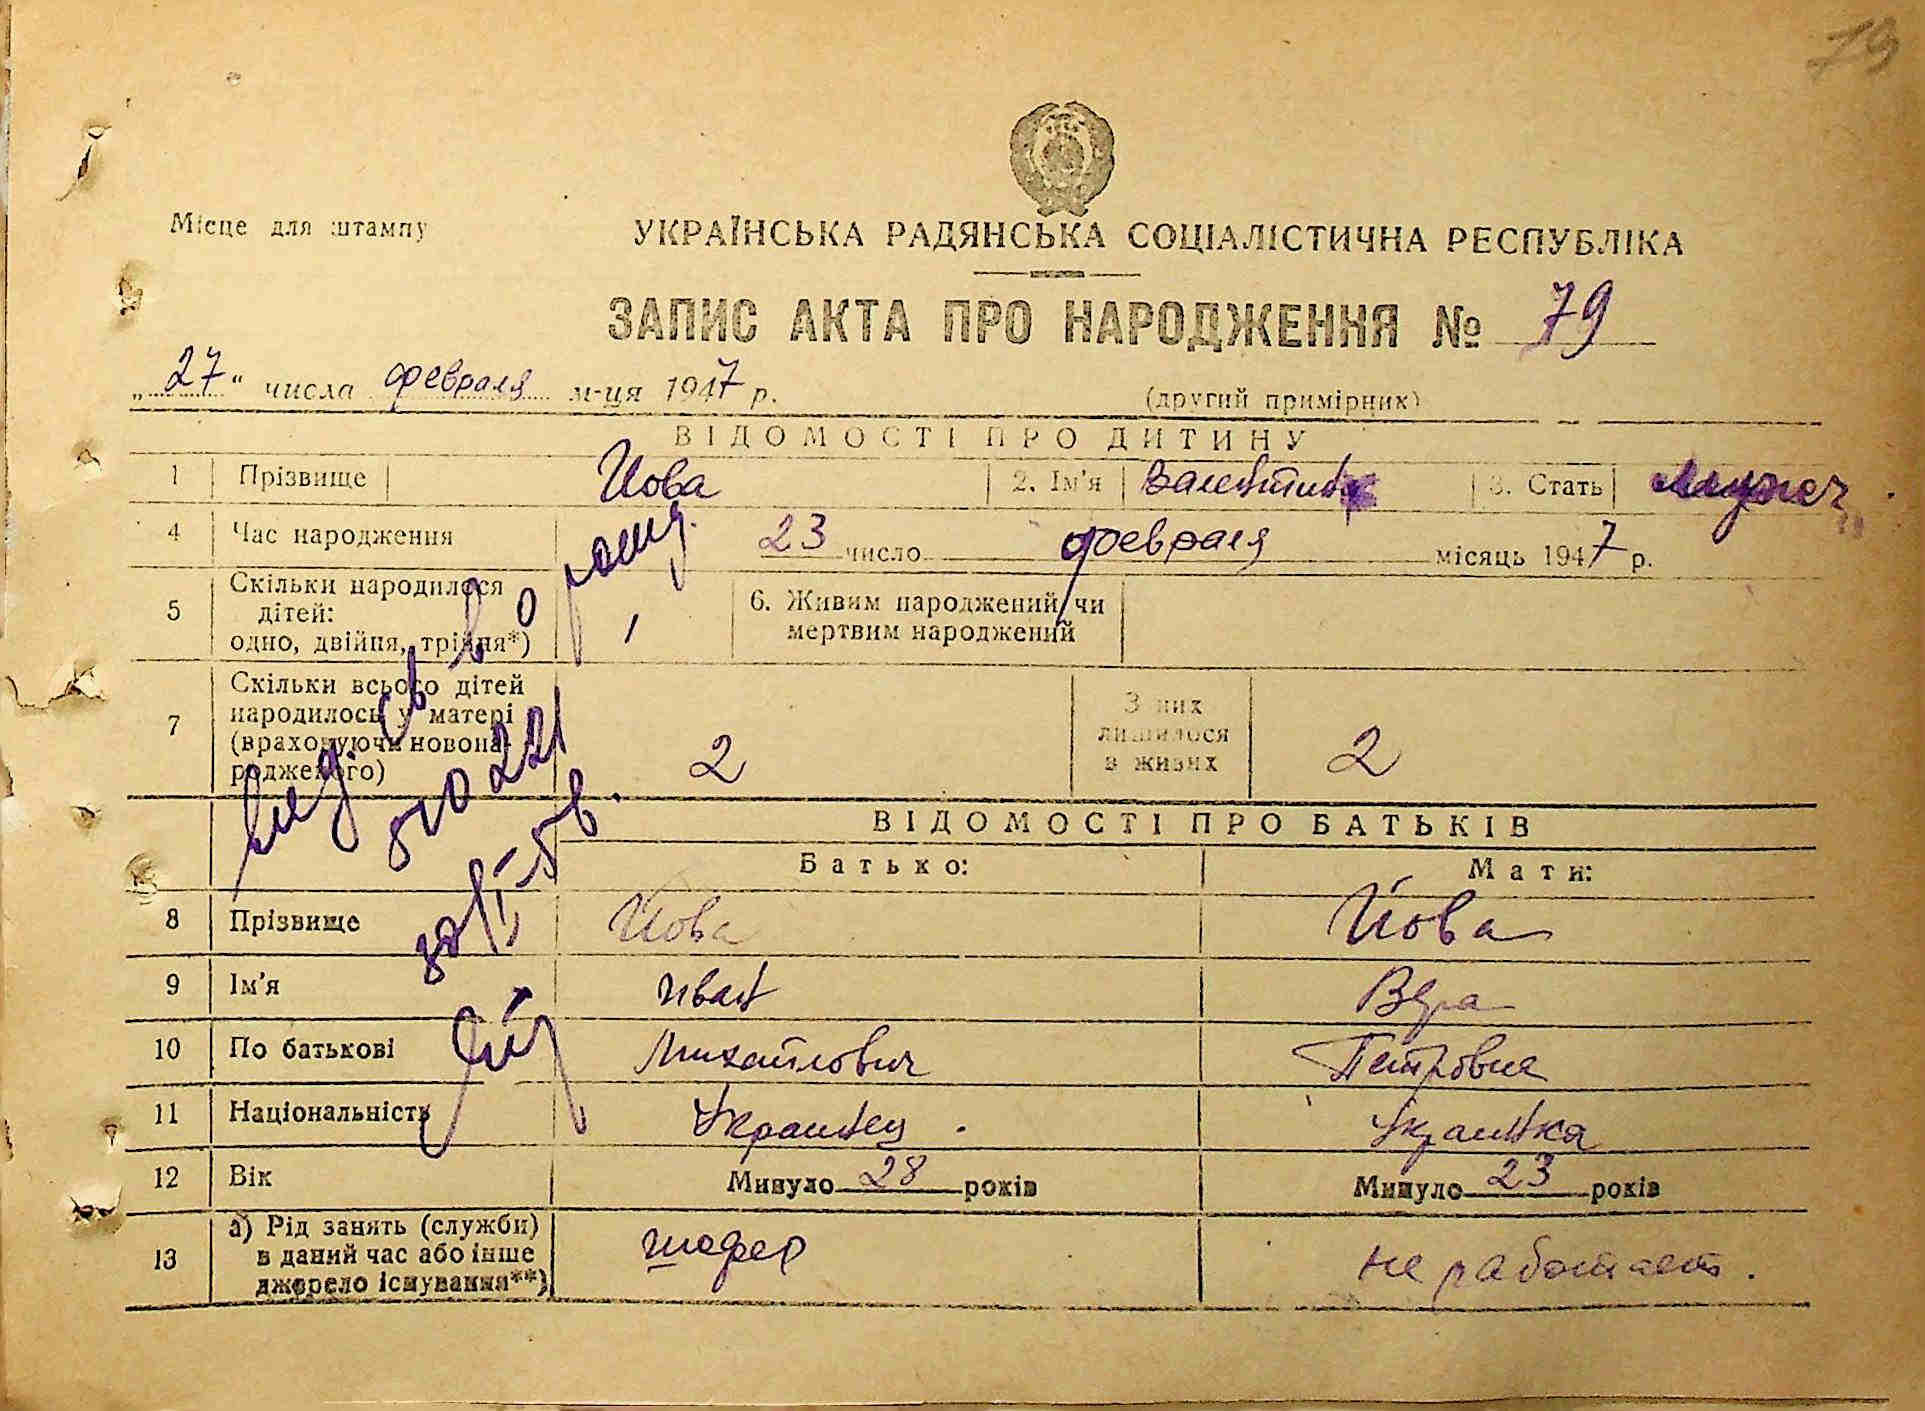 79
Місце для штампу
УКРАЇНСЬКА РАДЯНСЬКА СОЦІАЛІСТИЧНА РЕСПУБЛІКА
ЗАПИС АКТА ПРО НАРОДЖЕННЯ № 79
„27“ числа февраля м-ця 1947 р. (другий примірник)
ВІДОМОСТІ ПРО ДИТИНУ
1 Прізвище Йова 2. Ім'я Валентин 3. Стать мужск
4 Час народження 23 число февраля місяць 1947 р.
5 Скільки народилося дітей: одно, двійня, трійня*) 1 6. Живим народжений чи мертвим народжений
7 Скільки всього дітей народилось у матері (враховуючи новонародженого) 2 З них лишилося в живих 2
ВІДОМОСТІ ПРО БАТЬКІВ
Батько: Мати:
8 Прізвище Йова Йова
9 Ім'я Иван Вера
10 По батькові Михайлович Петровна
11 Національність Украинец. Украинка
12 Вік Минуло 28 років Минуло 23 років
13 а) Рід занять (служби) в даний час або інше джерело існування**) шофер не работает.